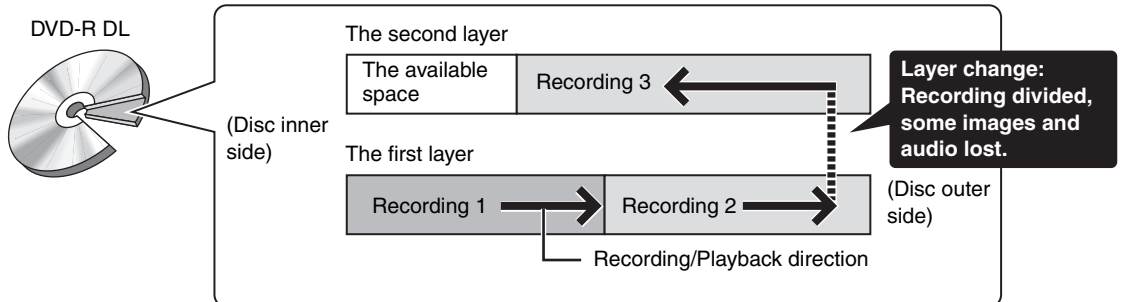 DVD-R DL
The second layer
The available
space
Recording 3
Layer change:
Recording divided,
some images and
audio lost.
(Disc inner
side)
The first layer
Recording 1
Recording 2
(Disc outer
side)
Recording/Playback direction